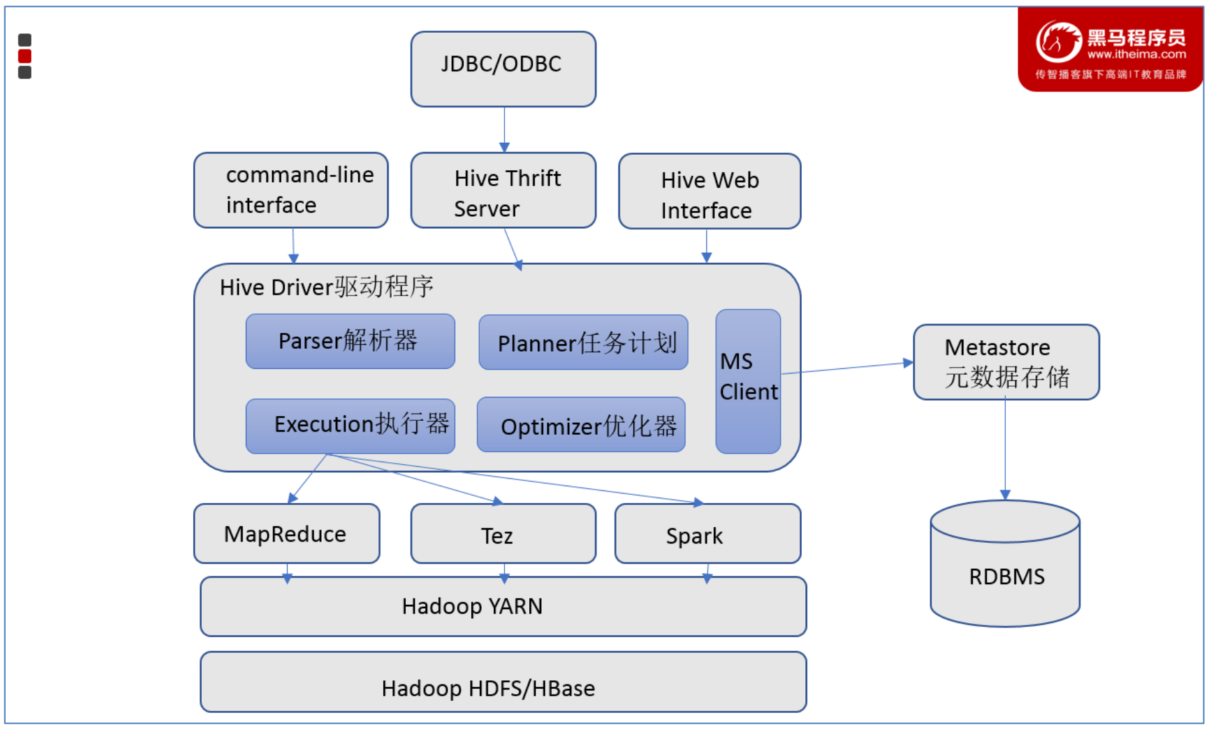 黑马程序员
www.itheima.com
传智播客旗下高端IT教育品牌
JDBC/ODBC
command-line
interface
Hive Thrift
Server
Hive Web
Interface
Hive Driver驱动程序
Parser解析器
Planner任务计划
MS
Client
Execution执行器
Optimizer优化器
Metastore
元数据存储
MapReduce
Tez
Spark
RDBMS
Hadoop YARN
Hadoop HDFS/HBase